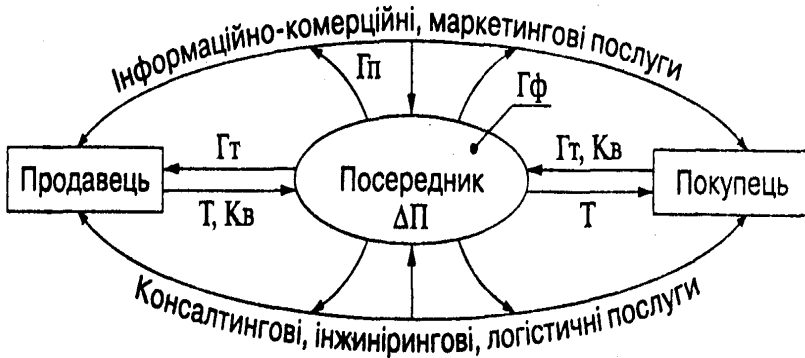 Інформаційно-комерційні, маркетингові послуги
Гп
Гф
Гт
Гт, Кв
Продавець
Посередник
Покупець
Т, Кв
ΔП
Т
Консалтингові, інжинірингові, логістичні послуги